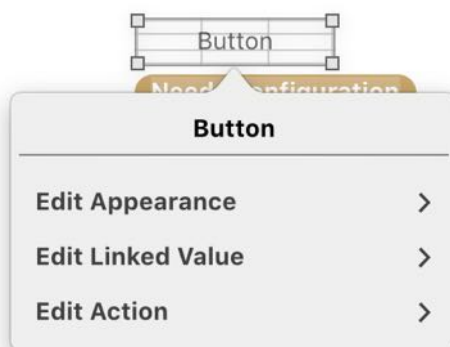 Button
Button
Edit Appearance
Edit Linked Value
Edit Action